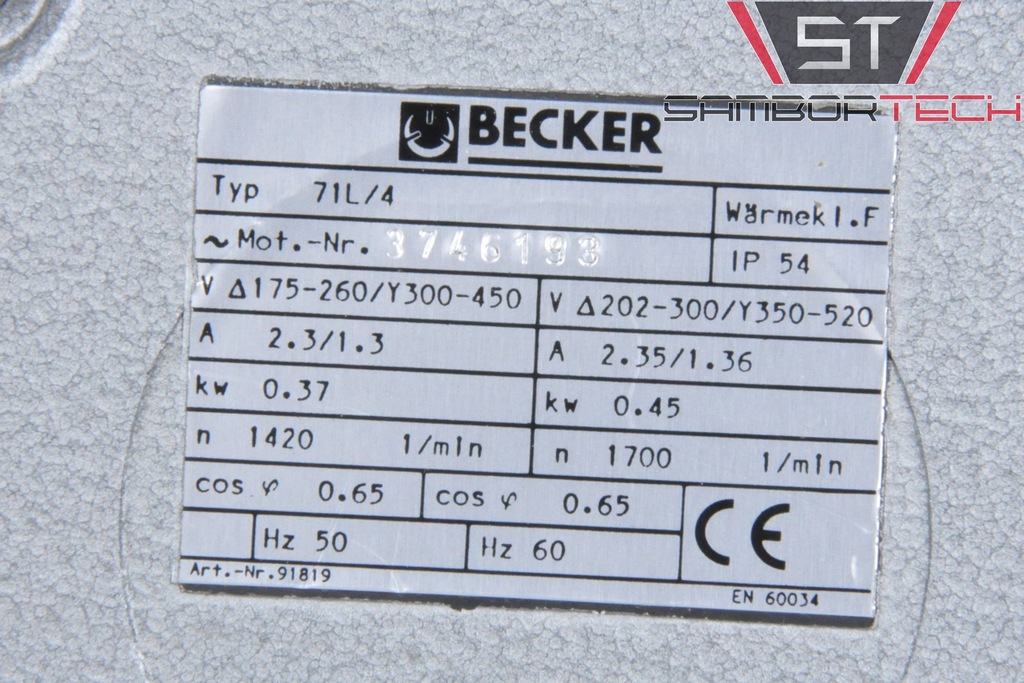 ST
SAMBORTECH
BECKER
Typ 71L/4
Wärmekl.F
~ Mot.-Nr. 3746193
IP 54
V Δ175-260/Y300-450
V Δ202-300/Y350-520
A 2.3/1.3
A 2.35/1.36
kw 0.37
kw 0.45
n 1420 1/min
n 1700 1/min
cos φ 0.65
cos φ 0.65
CE
Hz 50
Hz 60
Art.-Nr.91819
EN 60034